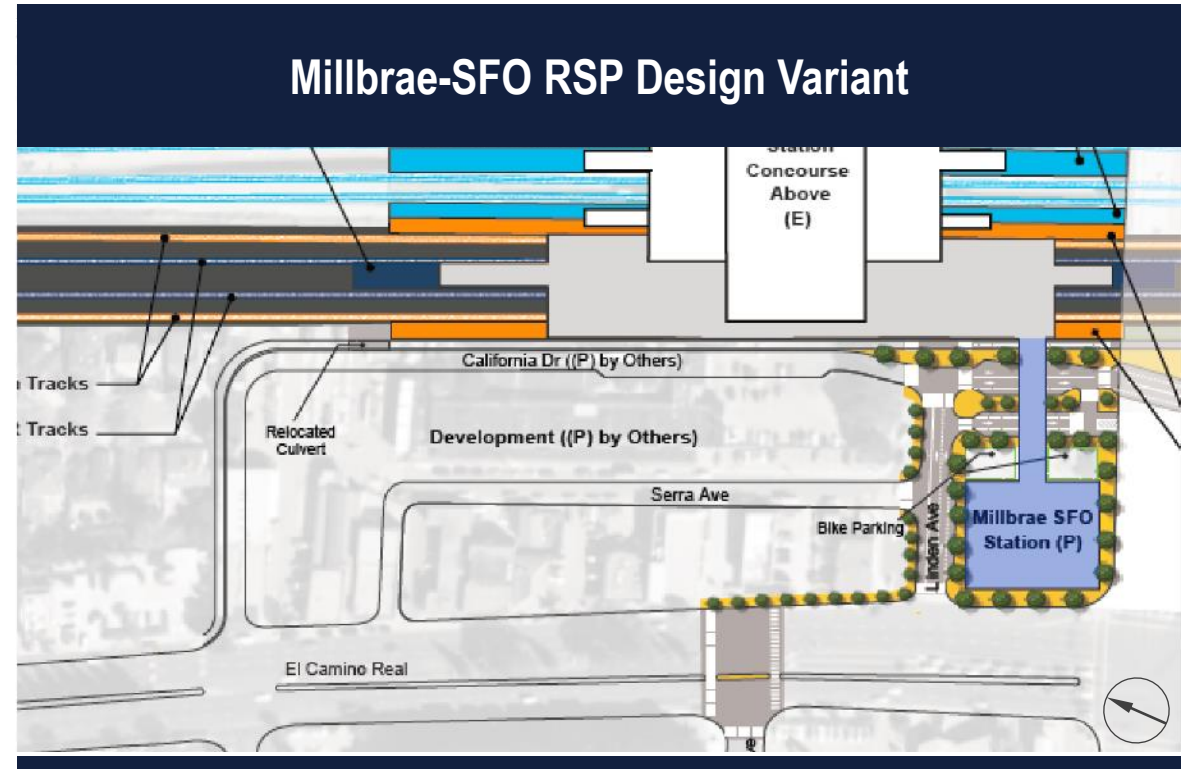 Millbrae-SFO RSP Design Variant
Station
Concourse
Above
(E)
Tracks
Tracks
California Dr ((P) by Others)
Relocated
Culvert
Development ((P) by Others)
Serra Ave
Bike Parking
Linden Ave
Millbrae SFO
Station (P)
El Camino Real